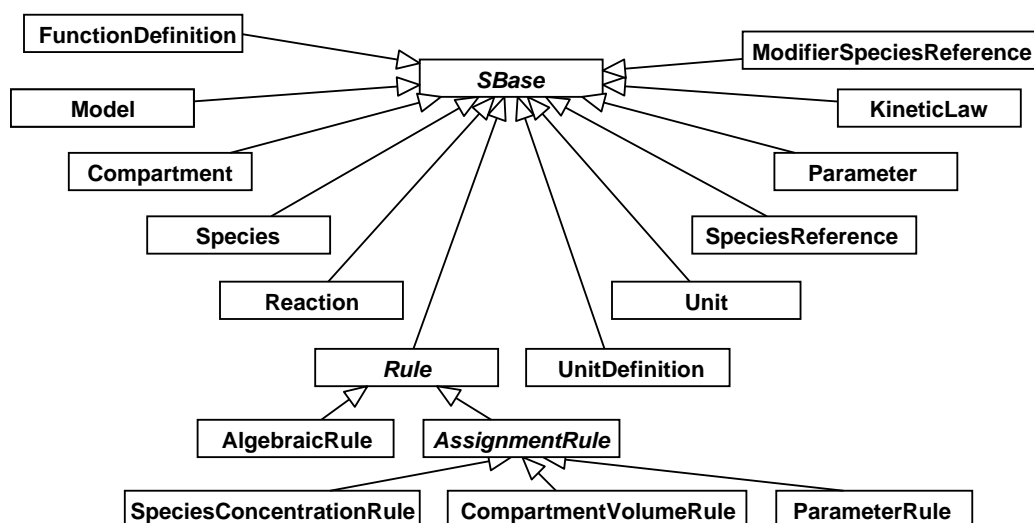 FunctionDefinition
ModifierSpeciesReference
SBase
Model
KineticLaw
Compartment
Parameter
Species
SpeciesReference
Reaction
Unit
Rule
UnitDefinition
AlgebraicRule
AssignmentRule
SpeciesConcentrationRule
CompartmentVolumeRule
ParameterRule